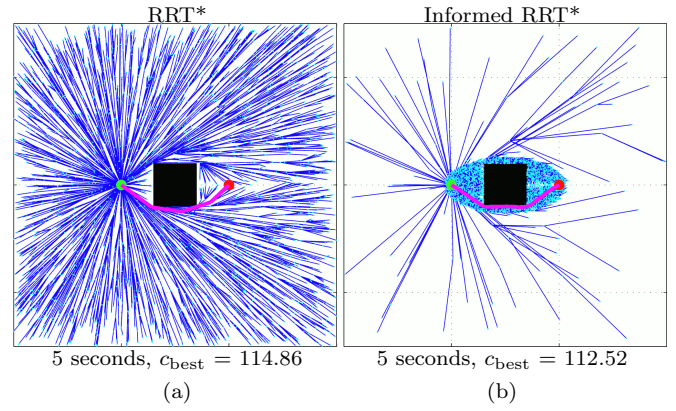 RRT* Informed RRT*
5 seconds, c_best = 114.86 5 seconds, c_best = 112.52
(a) (b)